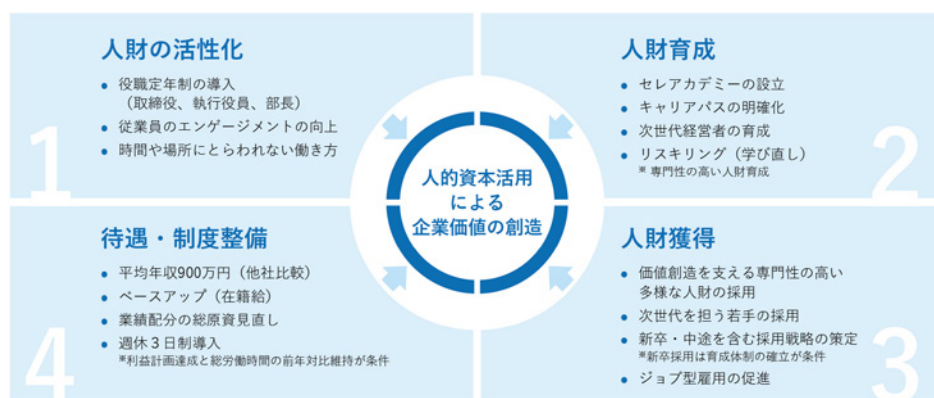 1
人財の活性化
● 役職定年制の導入
（取締役、執行役員、部長）
● 従業員のエンゲージメントの向上
● 時間や場所にとらわれない働き方
2
人財育成
● セレアカデミーの設立
● キャリアパスの明確化
● 次世代経営者の育成
● リスキリング（学び直し）
※ 専門性の高い人財育成
人的資本活用
による
企業価値の創造
3
人財獲得
● 価値創造を支える専門性の高い
多様な人財の採用
● 次世代を担う若手の採用
● 新卒・中途を含む採用戦略の策定
※新卒採用は育成体制の確立が条件
● ジョブ型雇用の促進
4
待遇・制度整備
● 平均年収900万円（他社比較）
● ベースアップ（在籍給）
● 業績配分の総原資見直し
● 週休３日制導入
※利益計画達成と総労働時間の前年対比維持が条件